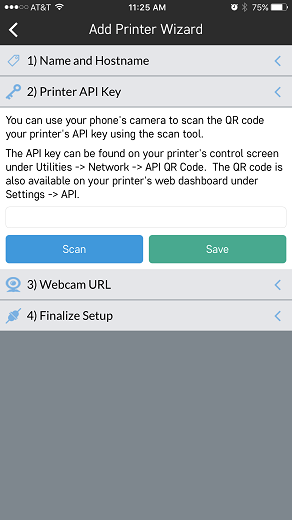 AT&T 11:25 AM 75%
Add Printer Wizard
1) Name and Hostname
2) Printer API Key
You can use your phone's camera to scan the QR code
your printer's API key using the scan tool.
The API key can be found on your printer's control screen
under Utilities -> Network -> API QR Code. The QR code is
also available on your printer's web dashboard under
Settings -> API.
Scan Save
3) Webcam URL
4) Finalize Setup